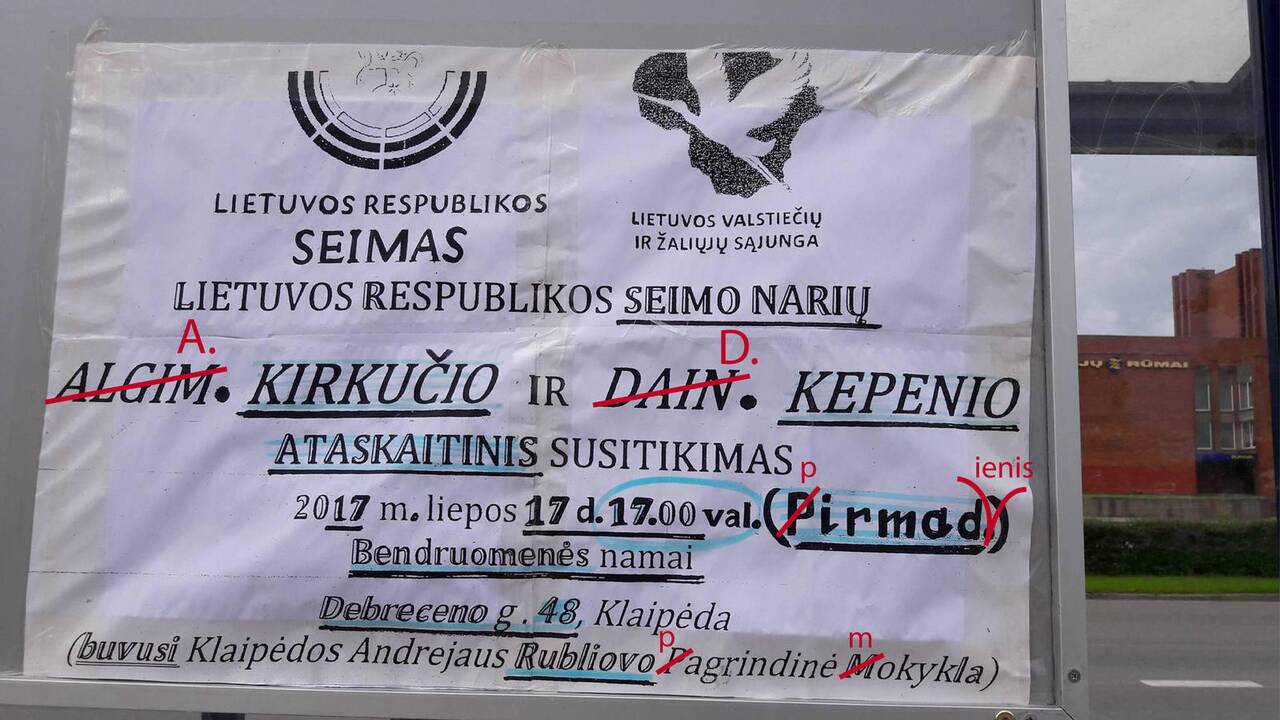 LIETUVOS RESPUBLIKOS
SEIMAS
LIETUVOS VALSTIEČIŲ
IR ŽALIŲJŲ SĄJUNGA
LIETUVOS RESPUBLIKOS SEIMO NARIŲ
A. D.
ALGIM. KIRKUČIO IR DAIN. KEPENIO
ATASKAITINIS SUSITIKIMAS
p ienis
2017 m. liepos 17 d. 17.00 val. (Pirmad.)
Bendruomenės namai
Debreceno g. 48, Klaipėda
p m
(buvusi Klaipėdos Andrejaus Rubliovo Pagrindinė Mokykla)
JŲ RŪMAI